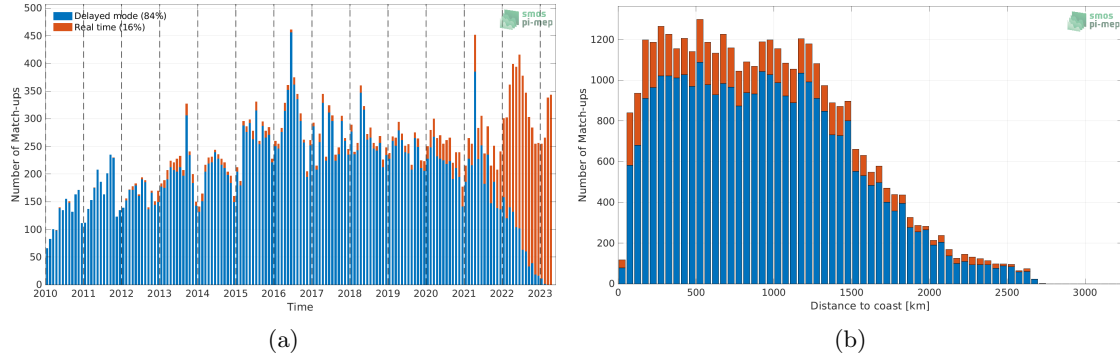 Delayed mode (84%)
Real time (16%)
smos
pi-mep
Number of Match-ups
500
450
400
350
300
250
200
150
100
50
0
2010 2011 2012 2013 2014 2015 2016 2017 2018 2019 2020 2021 2022 2023
Time
(a)
smos
pi-mep
Number of Match-ups
1200
1000
800
600
400
200
0
0 500 1000 1500 2000 2500 3000
Distance to coast [km]
(b)